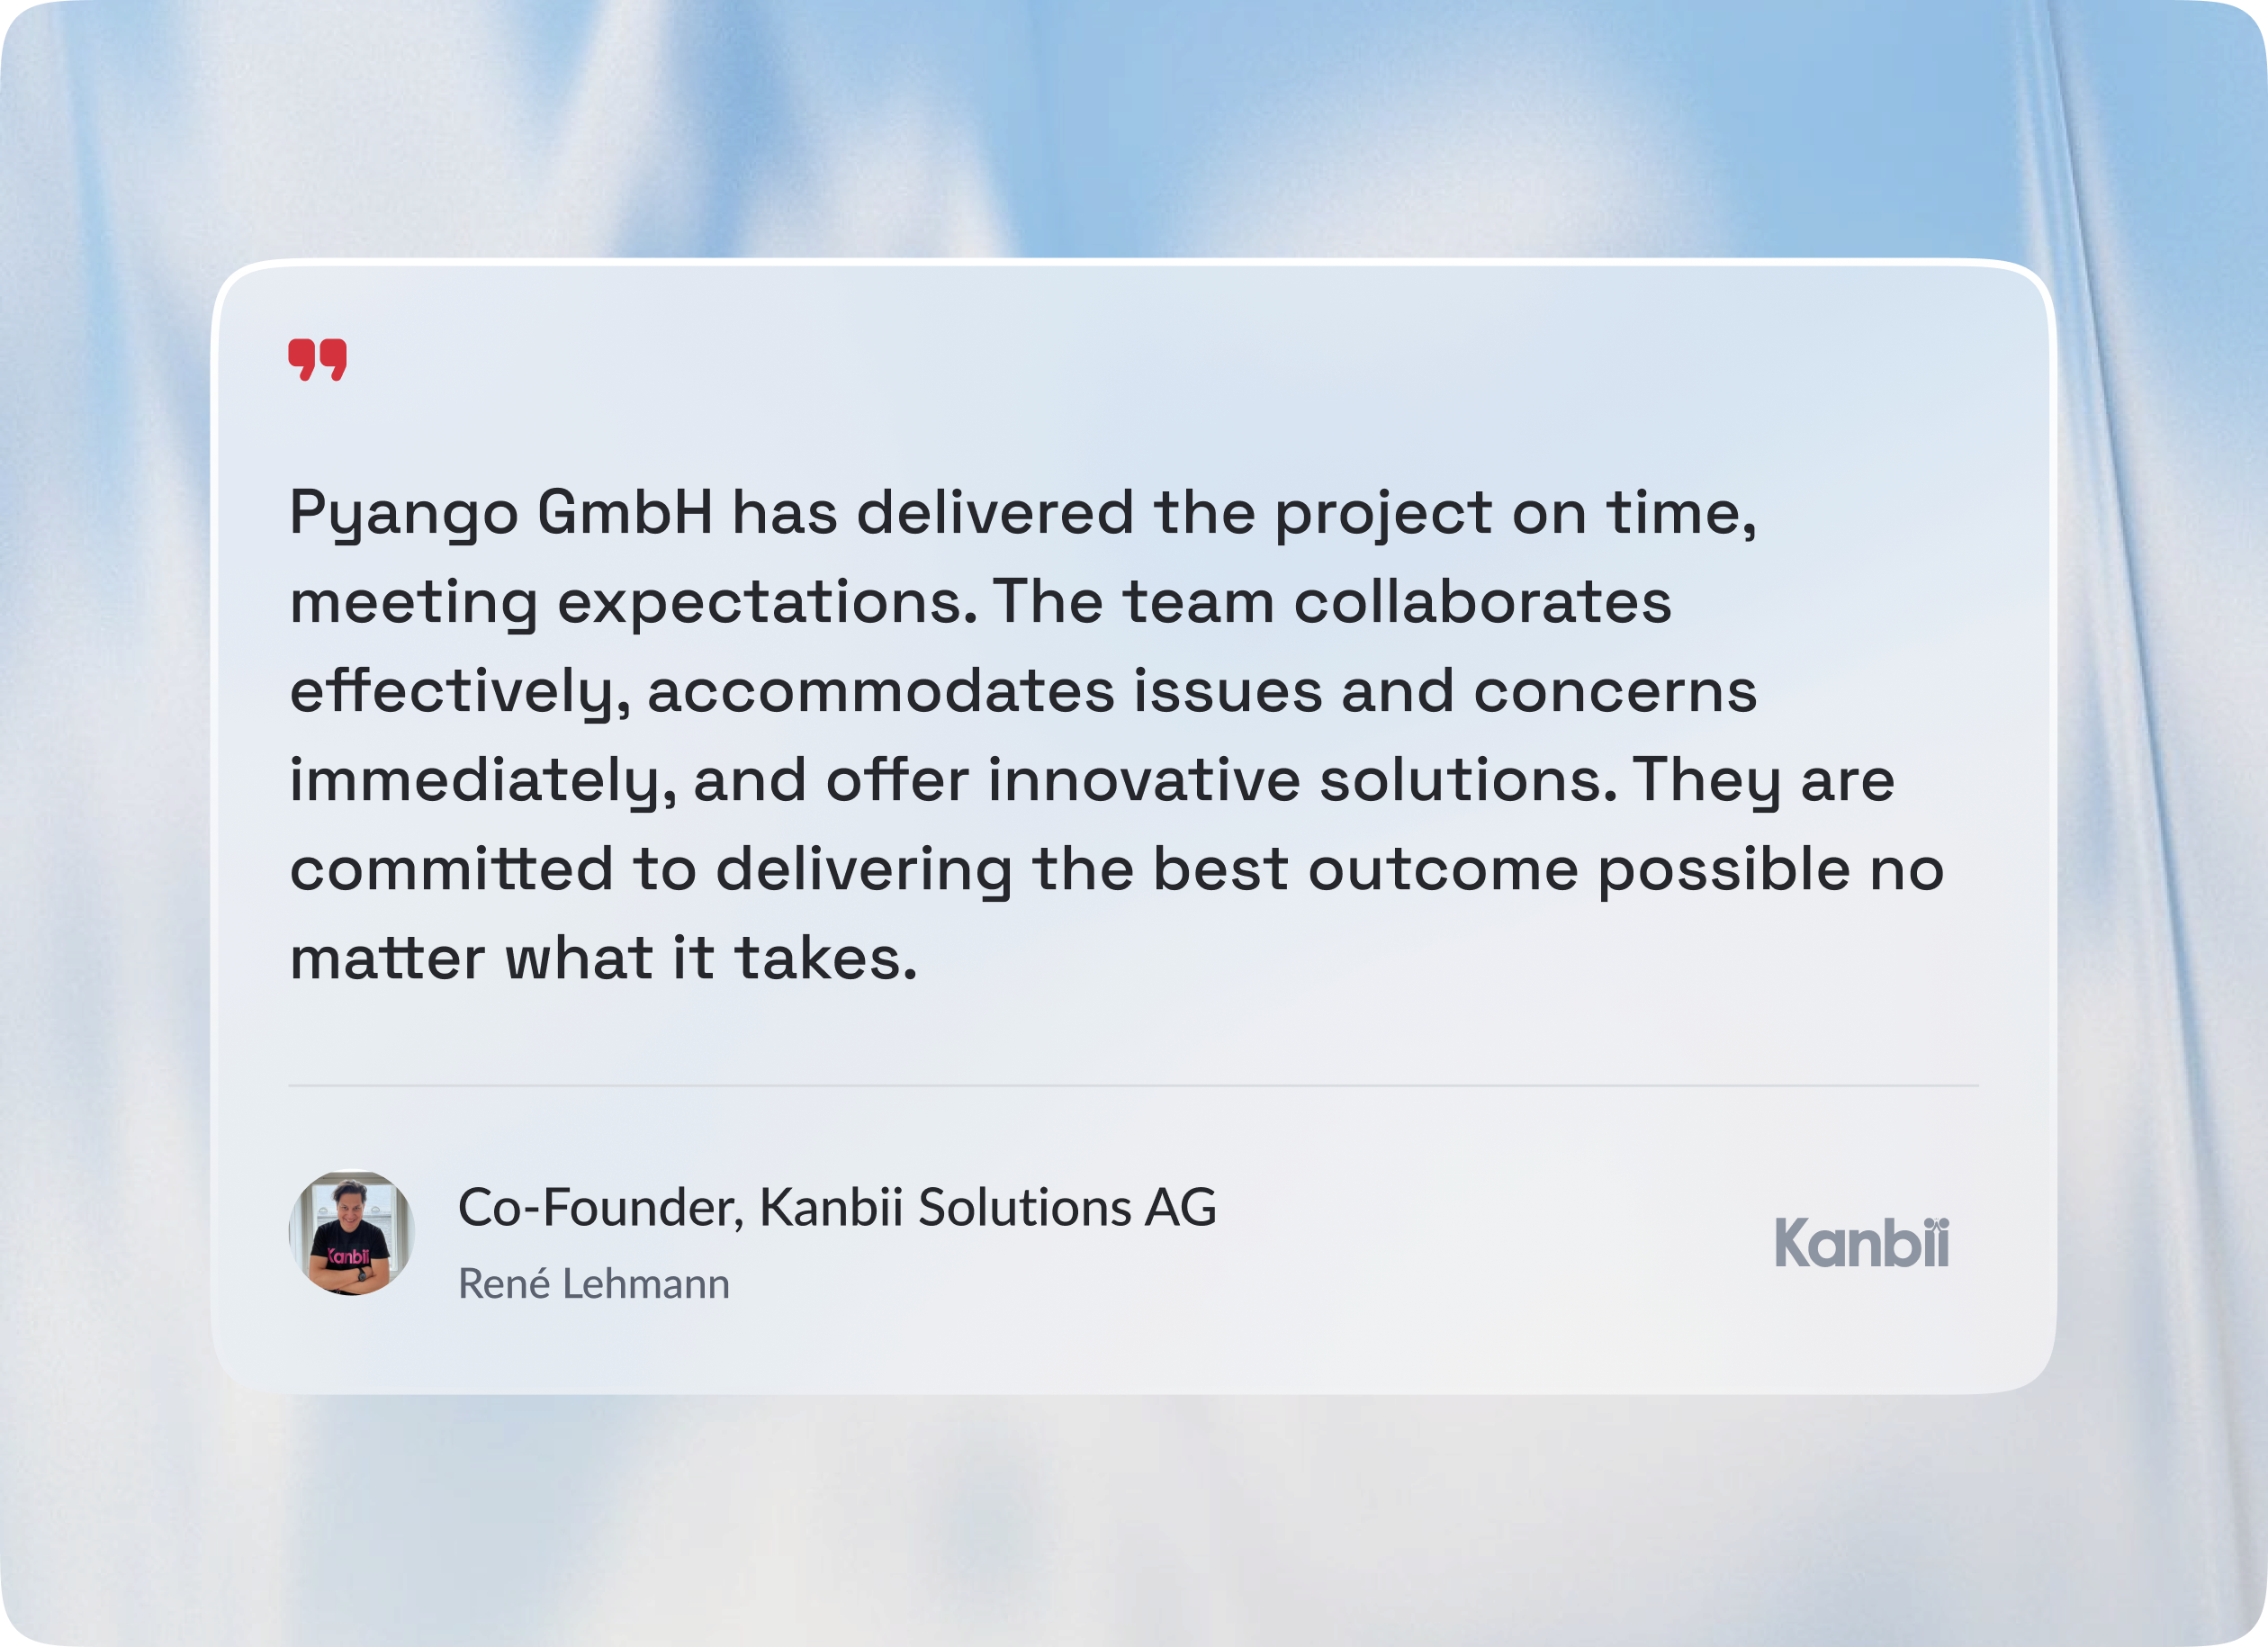 Pyango GmbH has delivered the project on time,
meeting expectations. The team collaborates
effectively, accommodates issues and concerns
immediately, and offer innovative solutions. They are
committed to delivering the best outcome possible no
matter what it takes.
Kanbii
Co-Founder, Kanbii Solutions AG
René Lehmann
Kanbii